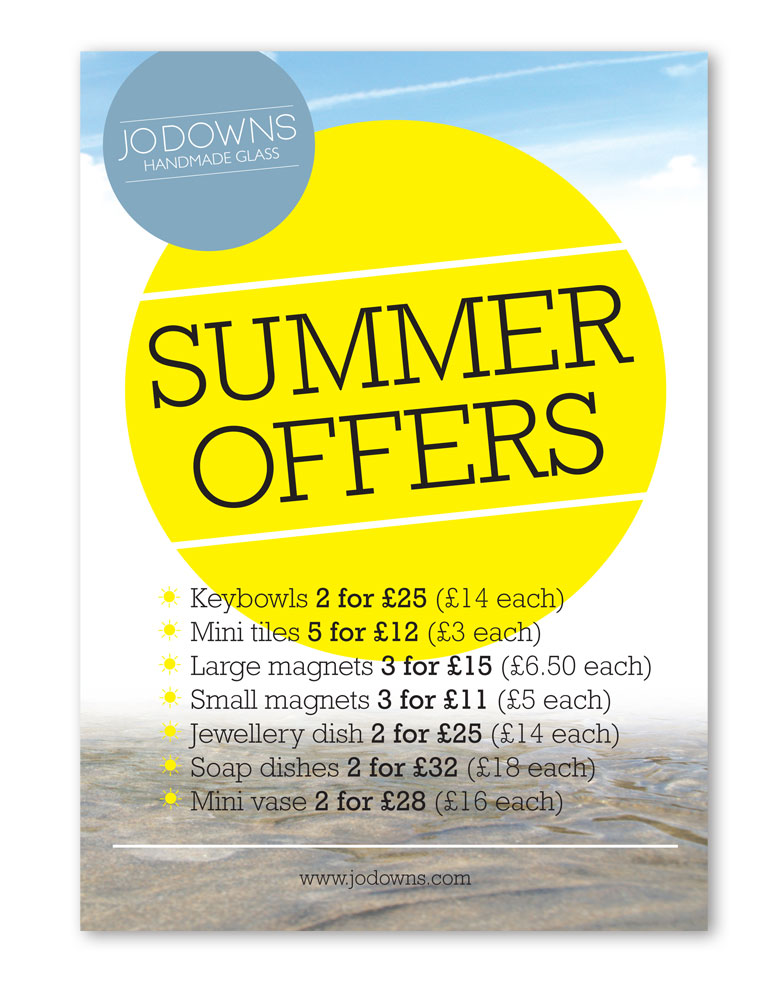 JO DOWNS
HANDMADE GLASS
SUMMER
OFFERS
Keybowls 2 for £25 (£14 each)
Mini tiles 5 for £12 (£3 each)
Large magnets 3 for £15 (£6.50 each)
Small magnets 3 for £11 (£5 each)
Jewellery dish 2 for £25 (£14 each)
Soap dishes 2 for £32 (£18 each)
Mini vase 2 for £28 (£16 each)
www.jodowns.com